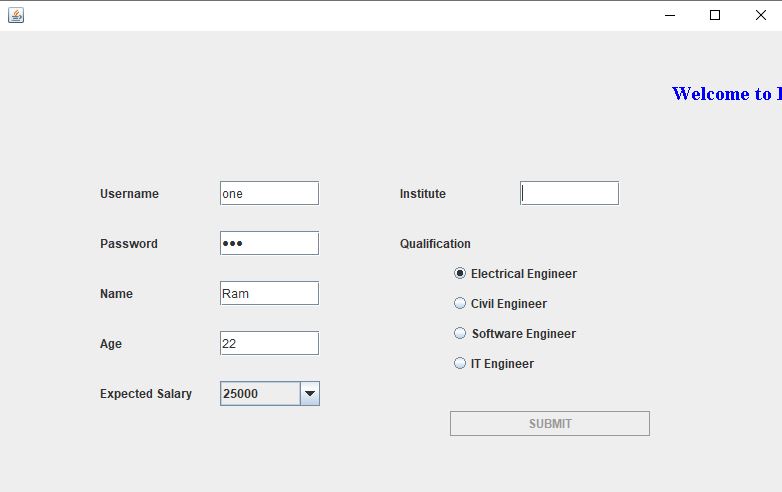 Welcome to
Username one
Institute
Password •••
Qualification
Electrical Engineer
Name Ram
Civil Engineer
Age 22
Software Engineer
IT Engineer
Expected Salary 25000
SUBMIT